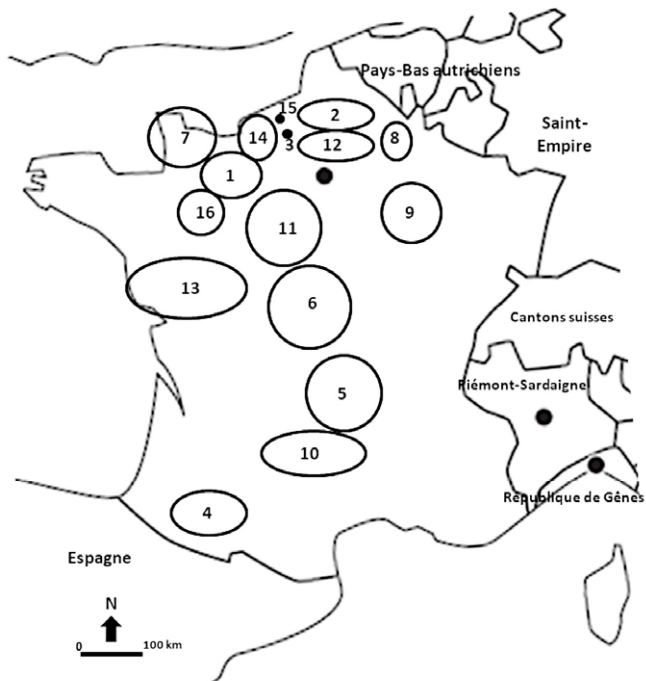 Pays-Bas autrichiens
15
2
Saint-
Empire
7
14
3
12
8
1
16
11
9
13
6
Cantons suisses
Piémont-Sardaigne
5
10
République de Gênes
4
Espagne
N
0
100 km